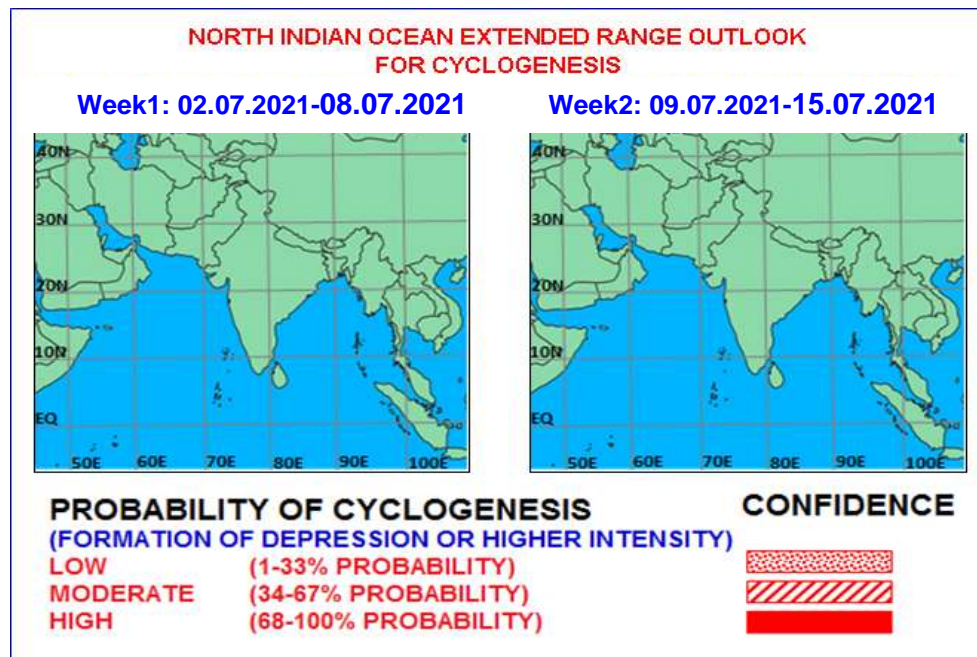 NORTH INDIAN OCEAN EXTENDED RANGE OUTLOOK
FOR CYCLOGENESIS
Week1: 02.07.2021-08.07.2021
Week2: 09.07.2021-15.07.2021
40N
30N
20N
10N
EQ
50E 60E 70E 80E 90E 100E
40N
30N
20N
10N
EQ
50E 60E 70E 80E 90E 100E
PROBABILITY OF CYCLOGENESIS
(FORMATION OF DEPRESSION OR HIGHER INTENSITY)
CONFIDENCE
LOW (1-33% PROBABILITY)
MODERATE (34-67% PROBABILITY)
HIGH (68-100% PROBABILITY)